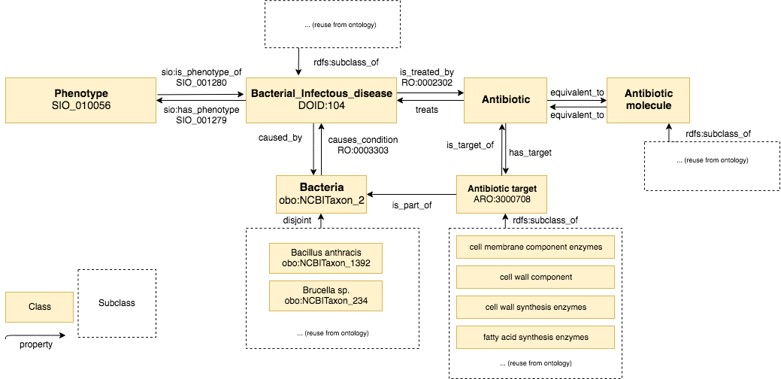 ... (reuse from ontology)
rdfs:subclass_of
Phenotype
SIO_010056
sio:is_phenotype_of
SIO_001280
sio:has_phenotype
SIO_001279
Bacterial_Infectous_disease
DOID:104
is_treated_by
RO:0002302
treats
Antibiotic
equivalent_to
equivalent_to
Antibiotic
molecule
rdfs:subclass_of
... (reuse from ontology)
caused_by
causes_condition
RO:0003303
is_target_of
has_target
Bacteria
obo:NCBITaxon_2
is_part_of
Antibiotic target
ARO:3000708
disjoint
rdfs:subclass_of
Bacillus anthracis
obo:NCBITaxon_1392
Brucella sp.
obo:NCBITaxon_234
... (reuse from ontology)
cell membrane component enzymes
cell wall component
cell wall synthesis enzymes
fatty acid synthesis enzymes
... (reuse from ontology)
Class
Subclass
property